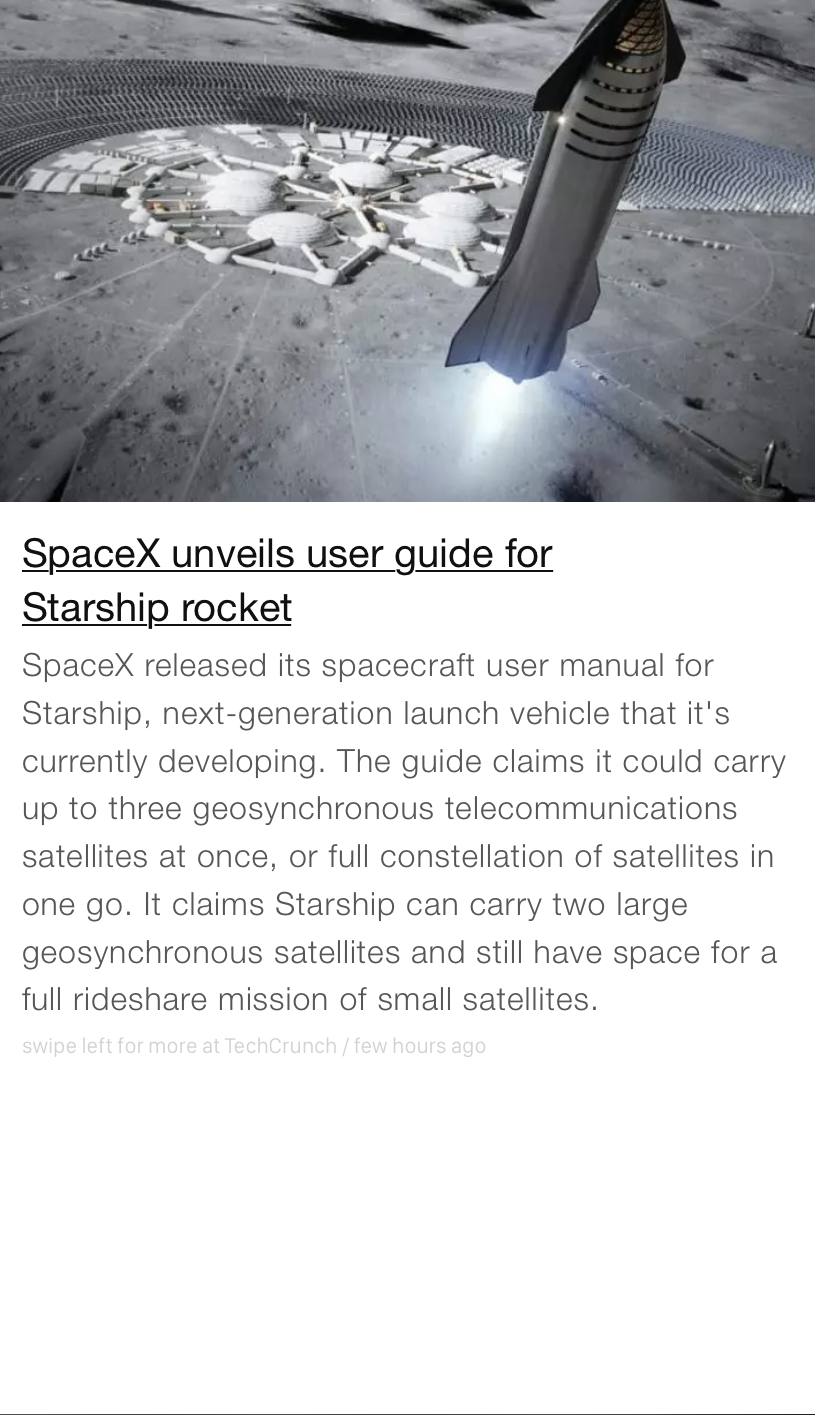 SpaceX unveils user guide for
Starship rocket
SpaceX released its spacecraft user manual for
Starship, next-generation launch vehicle that it's
currently developing. The guide claims it could carry
up to three geosynchronous telecommunications
satellites at once, or full constellation of satellites in
one go. It claims Starship can carry two large
geosynchronous satellites and still have space for a
full rideshare mission of small satellites.
swipe left for more at TechCrunch / few hours ago